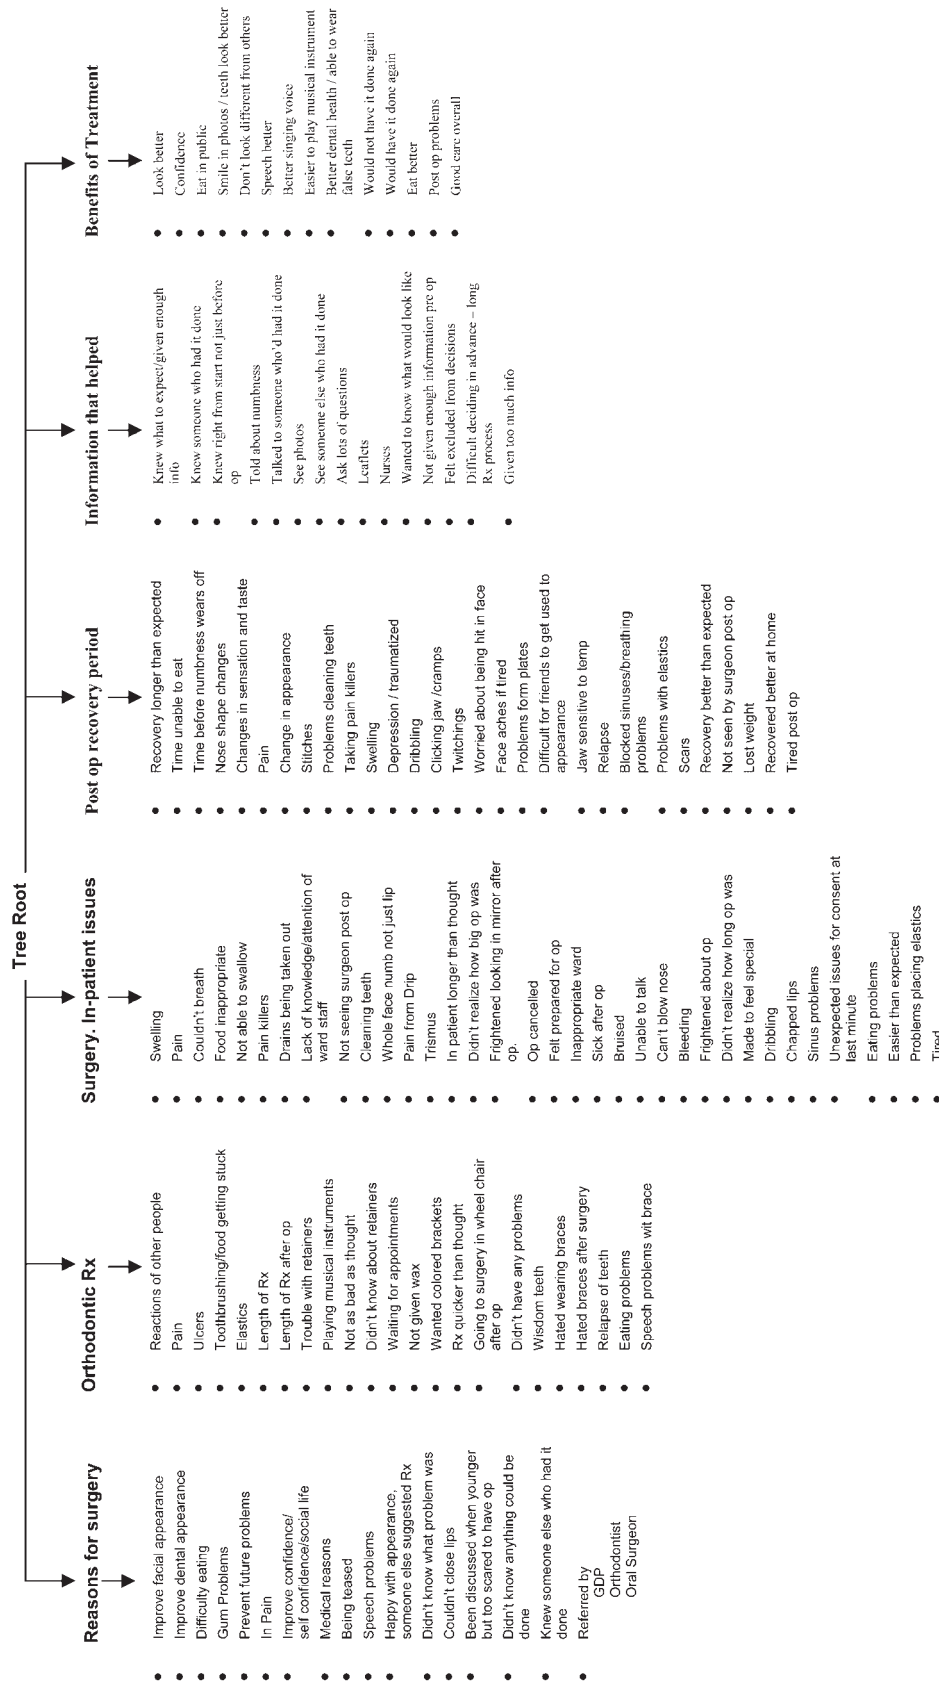 Tree Root
Reasons for surgery
Improve facial appearance
Improve dental appearance
Difficulty eating
Gum Problems
Prevent future problems
In Pain
Improve confidence/
self confidence/social life
Medical reasons
Being teased
Speech problems
Happy with appearance,
someone else suggested Rx
Didn't know what problem was
Couldn't close lips
Been discussed when younger
but too scared to have op
Didn't know anything could be
done
Knew someone else who had it
done
Referred by
GDP
Orthodontist
Oral Surgeon
Orthodontic Rx
Reactions of other people
Pain
Ulcers
Toothbrushing/food getting stuck
Elastics
Length of Rx
Length of Rx after op
Trouble with retainers
Playing musical instruments
Not as bad as thought
Didn't know about retainers
Waiting for appointments
Not given wax
Wanted colored brackets
Rx quicker than thought
Going to surgery in wheel chair
after op
Didn't have any problems
Wisdom teeth
Hated wearing braces
Hated braces after surgery
Relapse of teeth
Eating problems
Speech problems wit brace
Surgery. In-patient issues
Swelling
Pain
Couldn't breath
Food inappropriate
Not able to swallow
Pain killers
Drains being taken out
Lack of knowledge/attention of
ward staff
Not seeing surgeon post op
Cleaning teeth
Whole face numb not just lip
Pain from Drip
Trismus
In patient longer than thought
Didn't realize how big op was
Frightened looking in mirror after
op.
Op cancelled
Felt prepared for op
Inappropriate ward
Sick after op
Bruised
Unable to talk
Can't blow nose
Bleeding
Frightened about op
Didn't realize how long op was
Made to feel special
Dribbling
Chapped lips
Sinus problems
Unexpected issues for consent at
last minute
Eating problems
Easier than expected
Problems placing elastics
Tired
Post op recovery period
Recovery longer than expected
Time unable to eat
Time before numbness wears off
Nose shape changes
Changes in sensation and taste
Pain
Change in appearance
Stitches
Problems cleaning teeth
Taking pain killers
Swelling
Depression / traumatized
Dribbling
Clicking jaw /cramps
Twitchings
Worried about being hit in face
Face aches if tired
Problems form plates
Difficult for friends to get used to
appearance
Jaw sensitive to temp
Relapse
Blocked sinuses/breathing
problems
Problems with elastics
Scars
Recovery better than expected
Not seen by surgeon post op
Lost weight
Recovered better at home
Tired post op
Information that helped
Knew what to expect/given enough
info
Knew someone who had it done
Knew right from start not just before
op
Told about numbness
Talked to someone who'd had it done
See photos
See someone else who had it done
Ask lots of questions
Leaflets
Nurses
Wanted to know what would look like
Not given enough information pre op
Felt excluded from decisions
Difficult deciding in advance – long
Rx process
Given too much info
Benefits of Treatment
Look better
Confidence
Eat in public
Smile in photos / teeth look better
Don't look different from others
Speech better
Better singing voice
Easier to play musical instrument
Better dental health / able to wear
false teeth
Would not have it done again
Would have it done again
Eat better
Post op problems
Good care overall